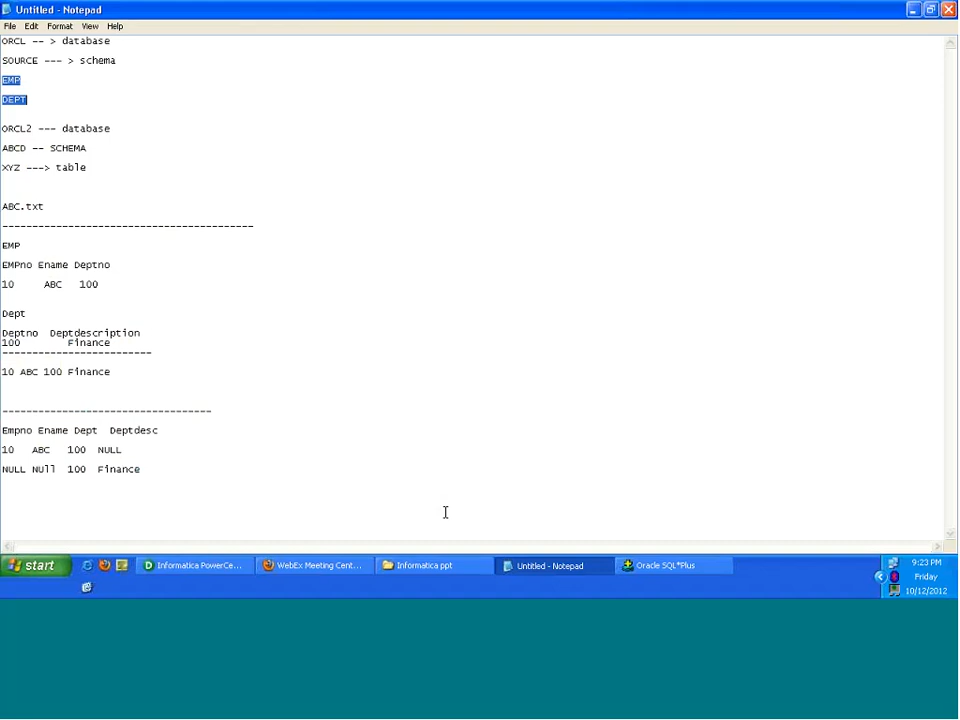 Untitled - Notepad
File Edit Format View Help
ORCL -- > database
SOURCE --- > schema
EMP
DEPT
ORCL2 --- database
ABCD -- SCHEMA
XYZ ---> table
ABC.txt
------------------------------------------
EMP
EMPno Ename Deptno
10 ABC 100
Dept
Deptno Deptdescription
100 Finance
-------------------------
10 ABC 100 Finance
-----------------------------------
Empno Ename Dept Deptdesc
10 ABC 100 NULL
NULL NUll 100 Finance
start Informatica PowerCe... WebEx Meeting Cent... Informatica ppt Untitled - Notepad Oracle SQL*Plus 9:23 PM
Friday
10/12/2012